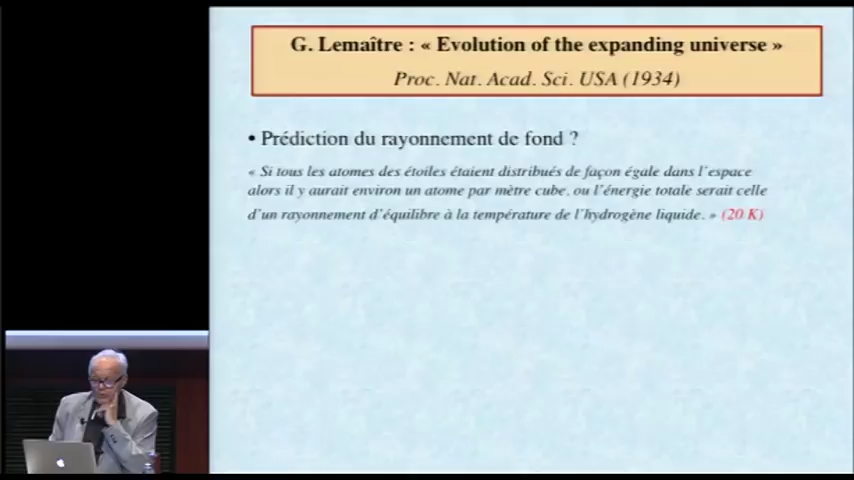 G. Lemaître : « Evolution of the expanding universe »
Proc. Nat. Acad. Sci. USA (1934)
• Prédiction du rayonnement de fond ?
« Si tous les atomes des étoiles étaient distribués de façon égale dans l'espace
alors il y aurait environ un atome par mètre cube, ou l'énergie totale serait celle
d'un rayonnement d'équilibre à la température de l'hydrogène liquide. » (20 K)